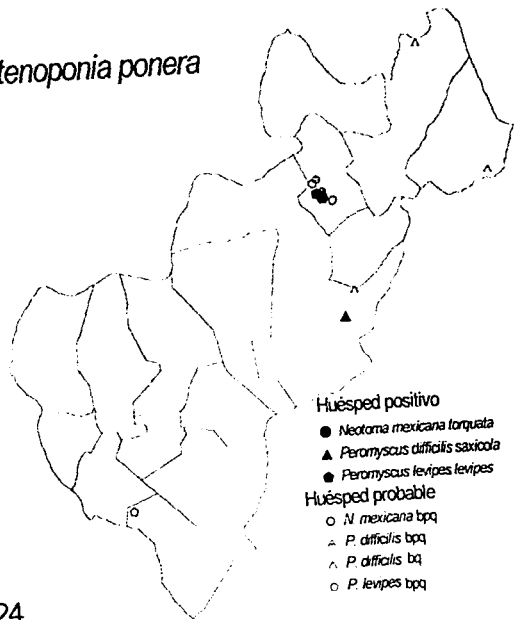 tenoponia ponera
Huésped positivo
Neotoma mexicana torquata
Peromyscus difficilis saxicola
Peromyscus levipes levipes
Huésped probable
N mexicana bpq
P. difficilis bpq
P. difficilis bq
P. levipes bpq
24